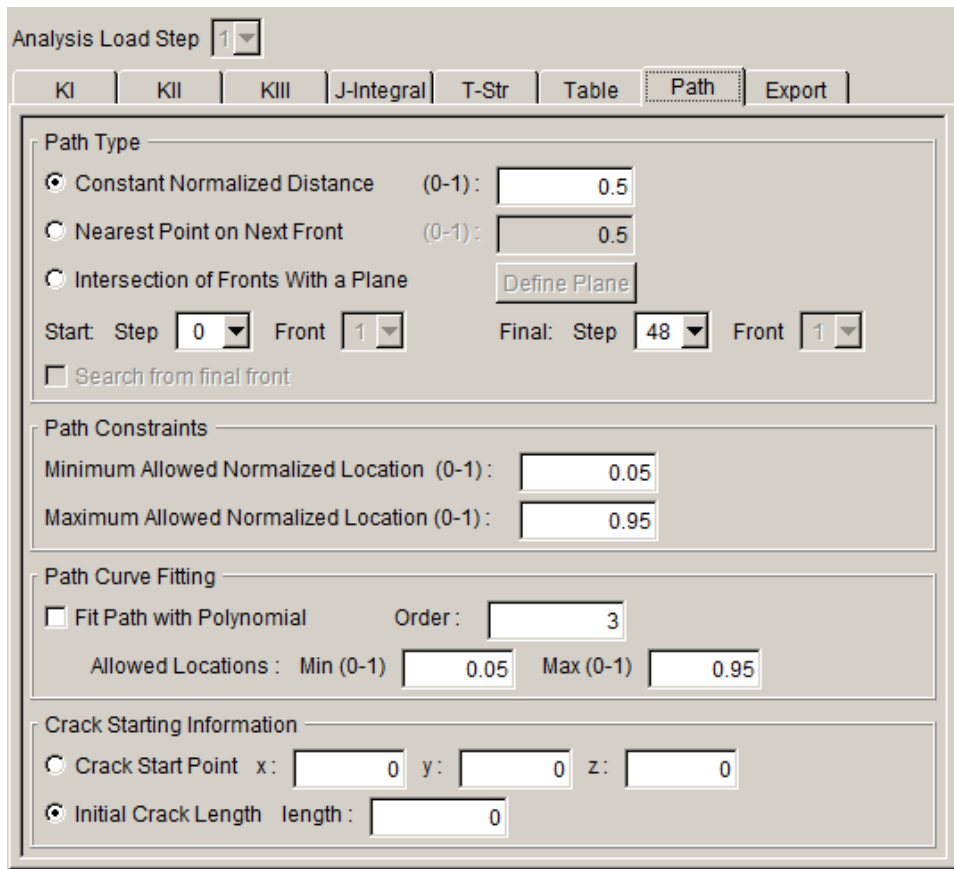 Analysis Load Step 1
KI KII KIII J-Integral T-Str Table Path Export
Path Type
Constant Normalized Distance (0-1) : 0.5
Nearest Point on Next Front (0-1) : 0.5
Intersection of Fronts With a Plane Define Plane
Start: Step 0 Front 1 Final: Step 48 Front 1
Search from final front
Path Constraints
Minimum Allowed Normalized Location (0-1) : 0.05
Maximum Allowed Normalized Location (0-1) : 0.95
Path Curve Fitting
Fit Path with Polynomial Order : 3
Allowed Locations : Min (0-1) 0.05 Max (0-1) 0.95
Crack Starting Information
Crack Start Point x : 0 y : 0 z : 0
Initial Crack Length length : 0